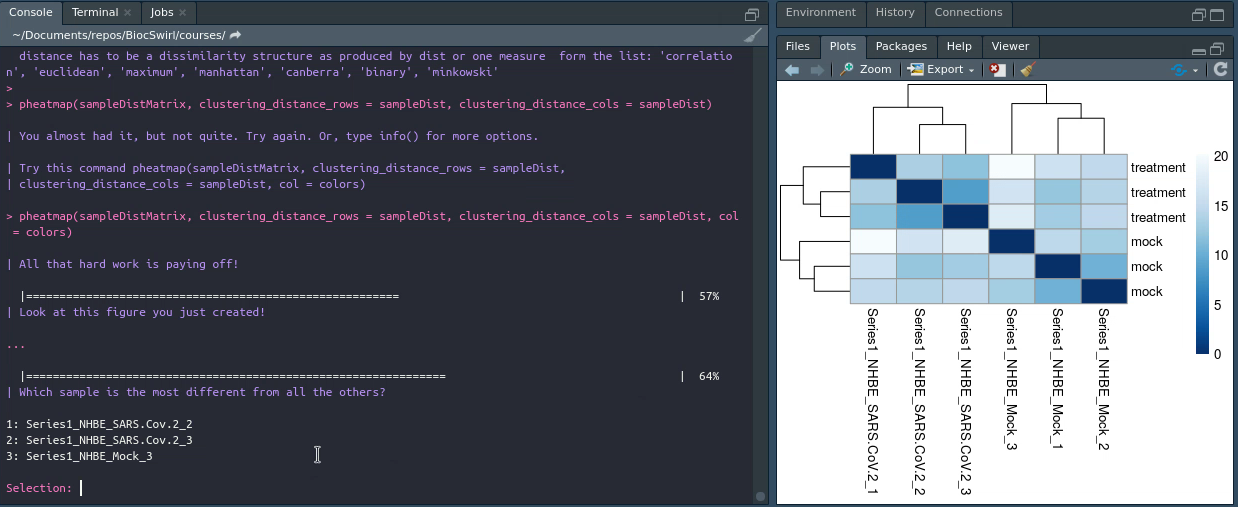 Console Terminal × Jobs ×
~/Documents/repos/BiocSwirl/courses/
distance has to be a dissimilarity structure as produced by dist or one measure  form the list: 'correlatio
n', 'euclidean', 'maximum', 'manhattan', 'canberra', 'binary', 'minkowski'
>
> pheatmap(sampleDistMatrix, clustering_distance_rows = sampleDist, clustering_distance_cols = sampleDist)
| You almost had it, but not quite. Try again. Or, type info() for more options.
| Try this command pheatmap(sampleDistMatrix, clustering_distance_rows = sampleDist,
| clustering_distance_cols = sampleDist, col = colors)
> pheatmap(sampleDistMatrix, clustering_distance_rows = sampleDist, clustering_distance_cols = sampleDist, col
= colors)
| All that hard work is paying off!
|========================================================                                          |  57%
| Look at this figure you just created!
...
|===============================================================                                   |  64%
| Which sample is the most different from all the others?
1: Series1_NHBE_SARS.Cov.2_2
2: Series1_NHBE_SARS.Cov.2_3
3: Series1_NHBE_Mock_3
Selection:
Environment History Connections
Files Plots Packages Help Viewer
Zoom Export
treatment
treatment
treatment
mock
mock
mock
20
15
10
5
0
Series1_NHBE_SARS.CoV.2_1
Series1_NHBE_SARS.CoV.2_2
Series1_NHBE_SARS.CoV.2_3
Series1_NHBE_Mock_3
Series1_NHBE_Mock_1
Series1_NHBE_Mock_2